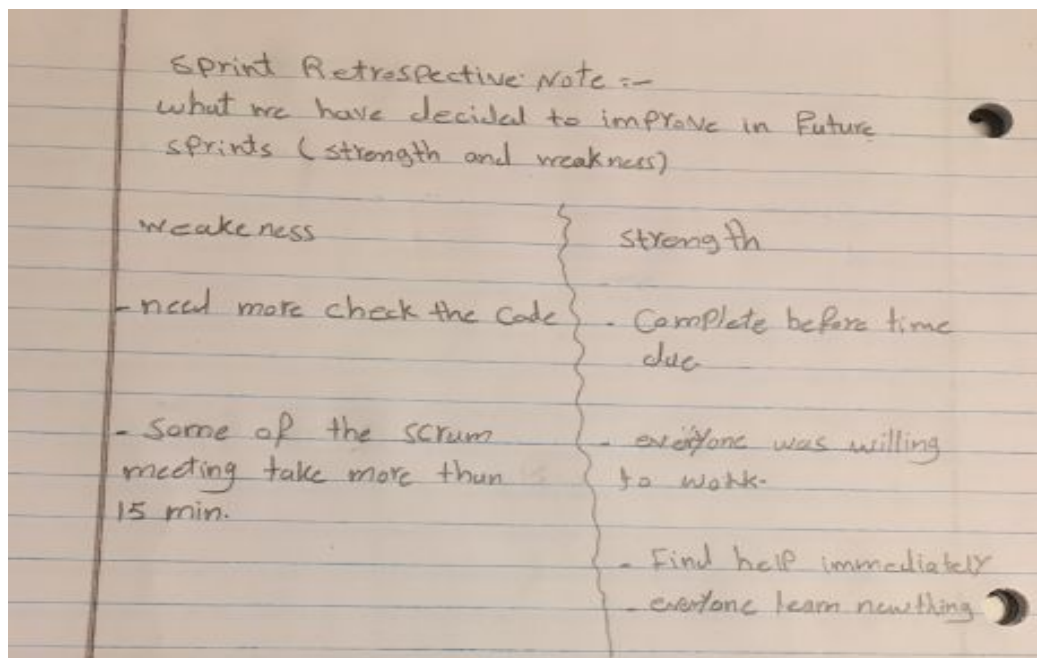 Sprint Retrospective Note :-
what we have decided to improve in Future
sprints (strength and weakness)
weakeness
- need more check the code
- Some of the scrum
meeting take more than
15 min.
strength
- Complete before time
due
- everyone was willing
to work.
- Find help immediately
- everyone learn new thing